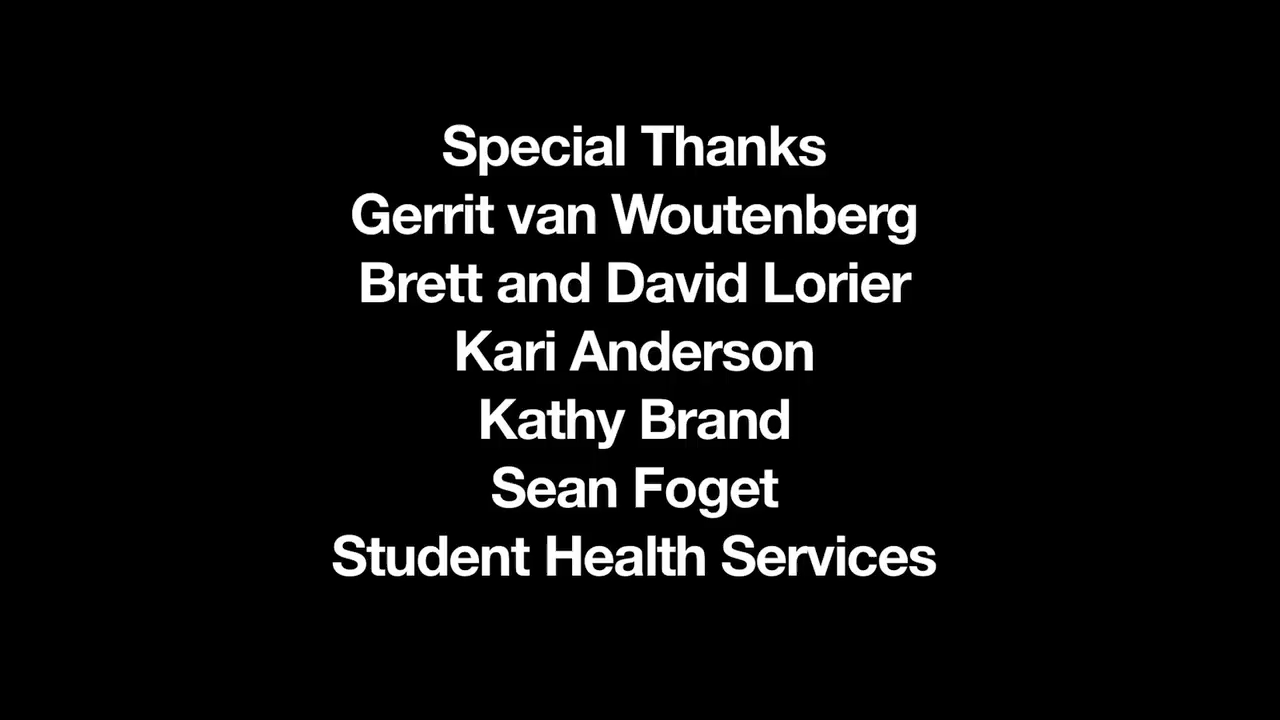 Special Thanks
Gerrit van Woutenberg
Brett and David Lorier
Kari Anderson
Kathy Brand
Sean Foget
Student Health Services